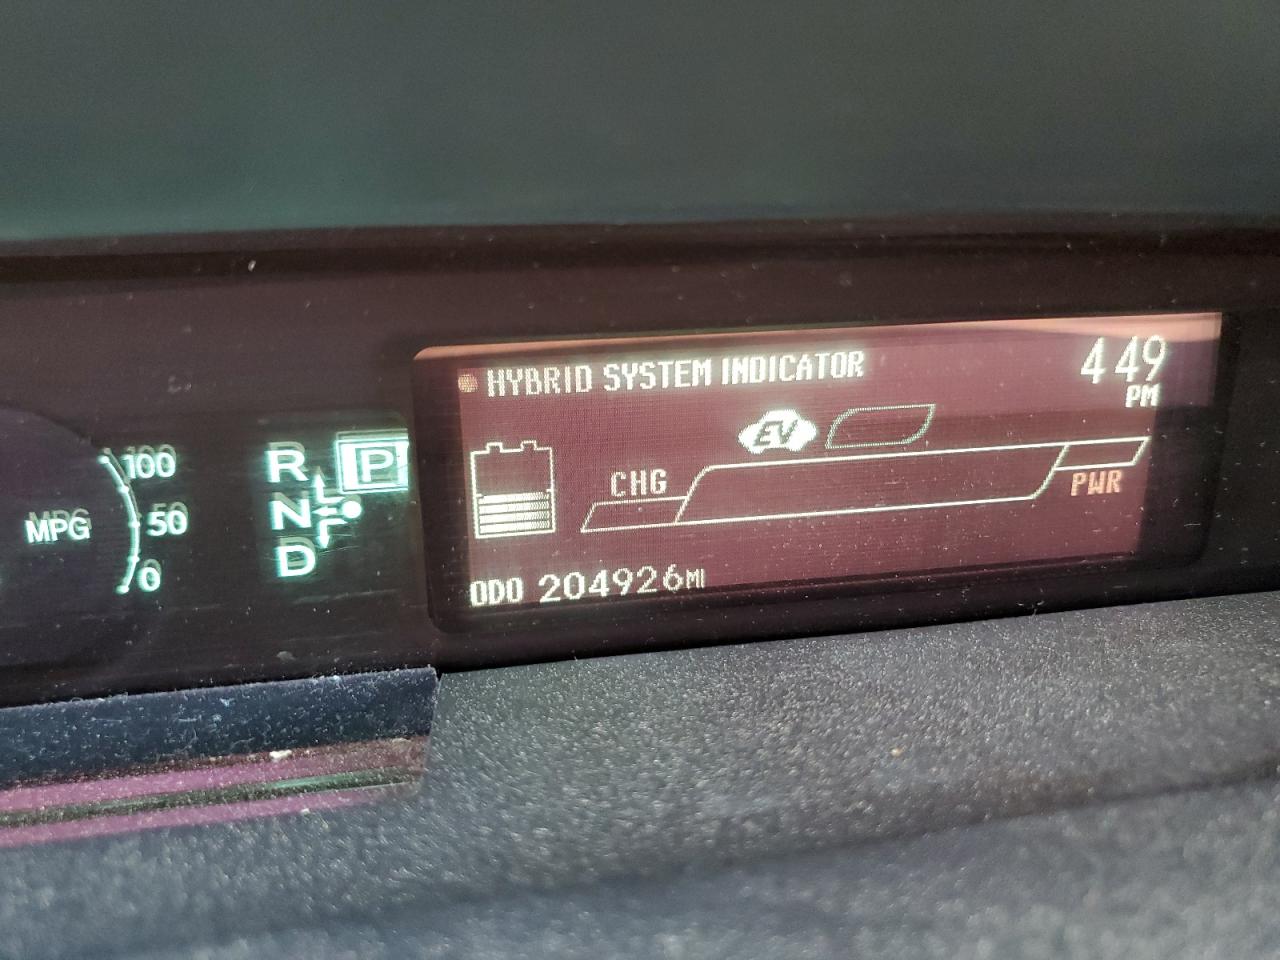 HYBRID SYSTEM INDICATOR
4 49
PM
EV
100
R P
CHG
PWR
MPG
50
N
D
0
ODO 204926MI